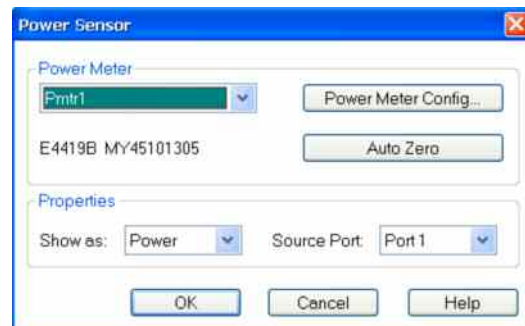 Power Sensor
Power Meter
Pmtr1
Power Meter Config...
E4419B MY45101305
Auto Zero
Properties
Show as: Power Source Port: Port 1
OK Cancel Help